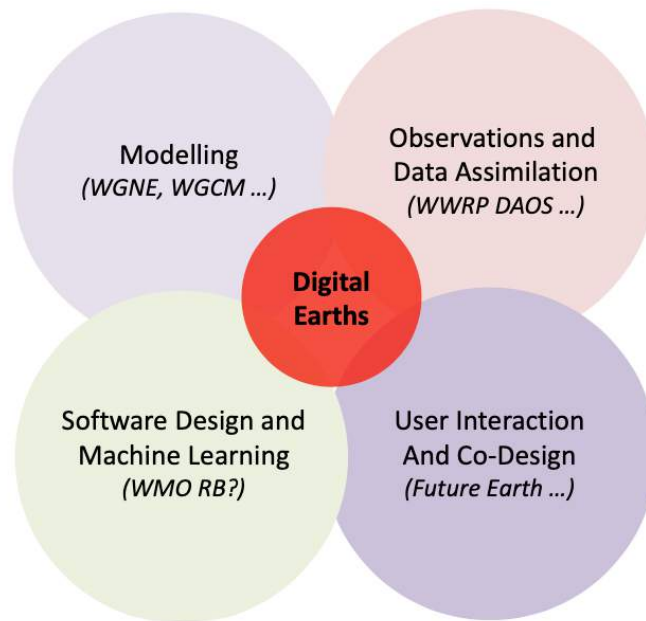 Modelling
(WGNE, WGCM ...)
Observations and
Data Assimilation
(WWRP DAOS ...)
Digital
Earths
Software Design and
Machine Learning
(WMO RB?)
User Interaction
And Co-Design
(Future Earth ...)